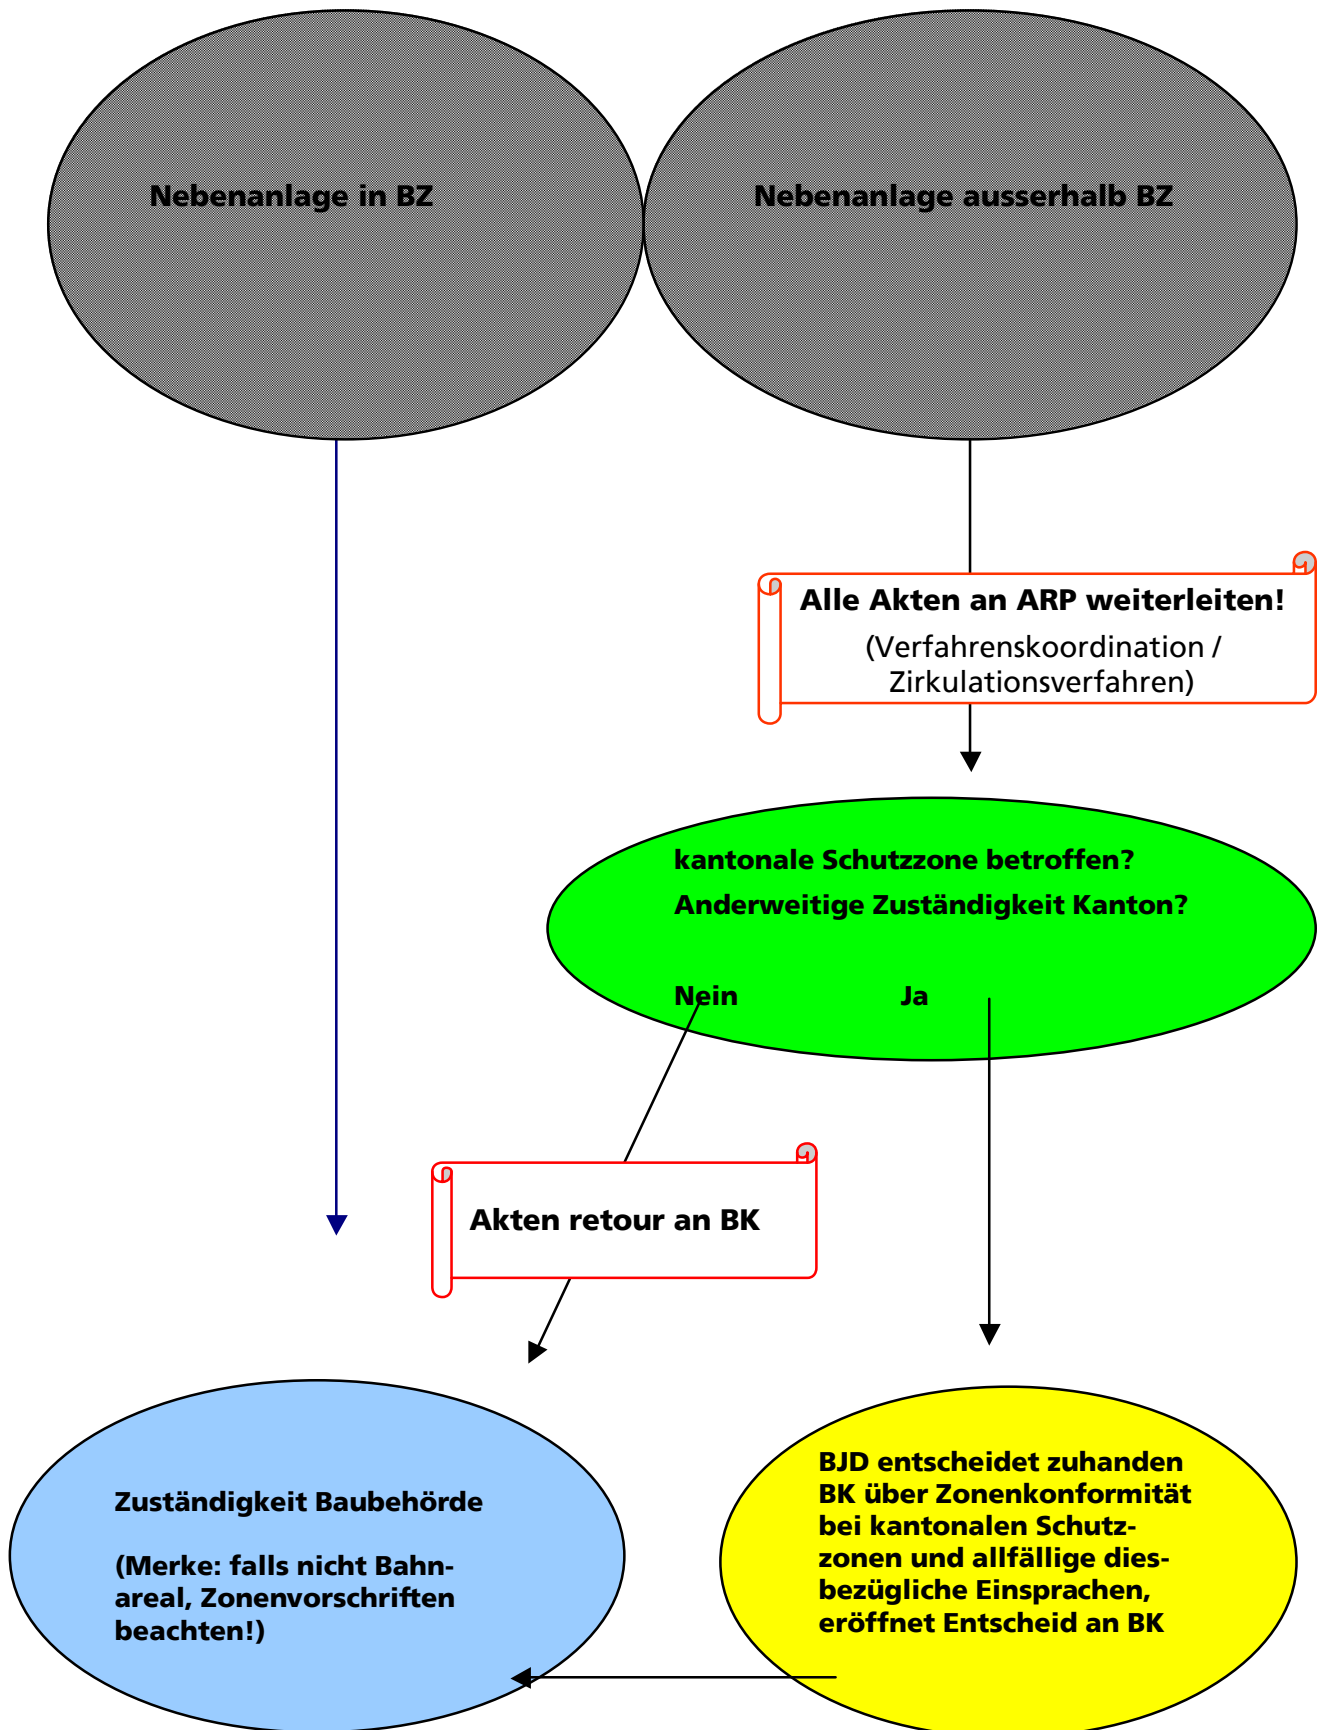 Nebenanlage in BZ
Nebenanlage ausserhalb BZ
Alle Akten an ARP weiterleiten!
(Verfahrenskoordination /
Zirkulationsverfahren)
kantonale Schutzzone betroffen?
Anderweitige Zuständigkeit Kanton?
Nein Ja
Akten retour an BK
Zuständigkeit Baubehörde
(Merke: falls nicht Bahn-
areal, Zonenvorschriften
beachten!)
BJD entscheidet zuhanden
BK über Zonenkonformität
bei kantonalen Schutz-
zonen und allfällige dies-
bezügliche Einsprachen,
eröffnet Entscheid an BK